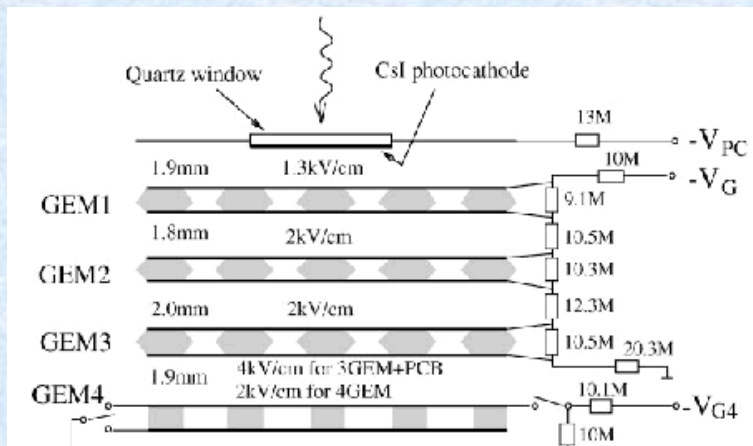 Quartz window
CsI photocathode
13M
-V_PC
1.9mm
1.3kV/cm
10M
-V_G
GEM1
9.1M
1.8mm
2kV/cm
10.5M
GEM2
10.3M
2.0mm
2kV/cm
12.3M
GEM3
10.5M
20.3M
1.9mm
4kV/cm for 3GEM+PCB
2kV/cm for 4GEM
GEM4
10.1M
-V_G4
10M